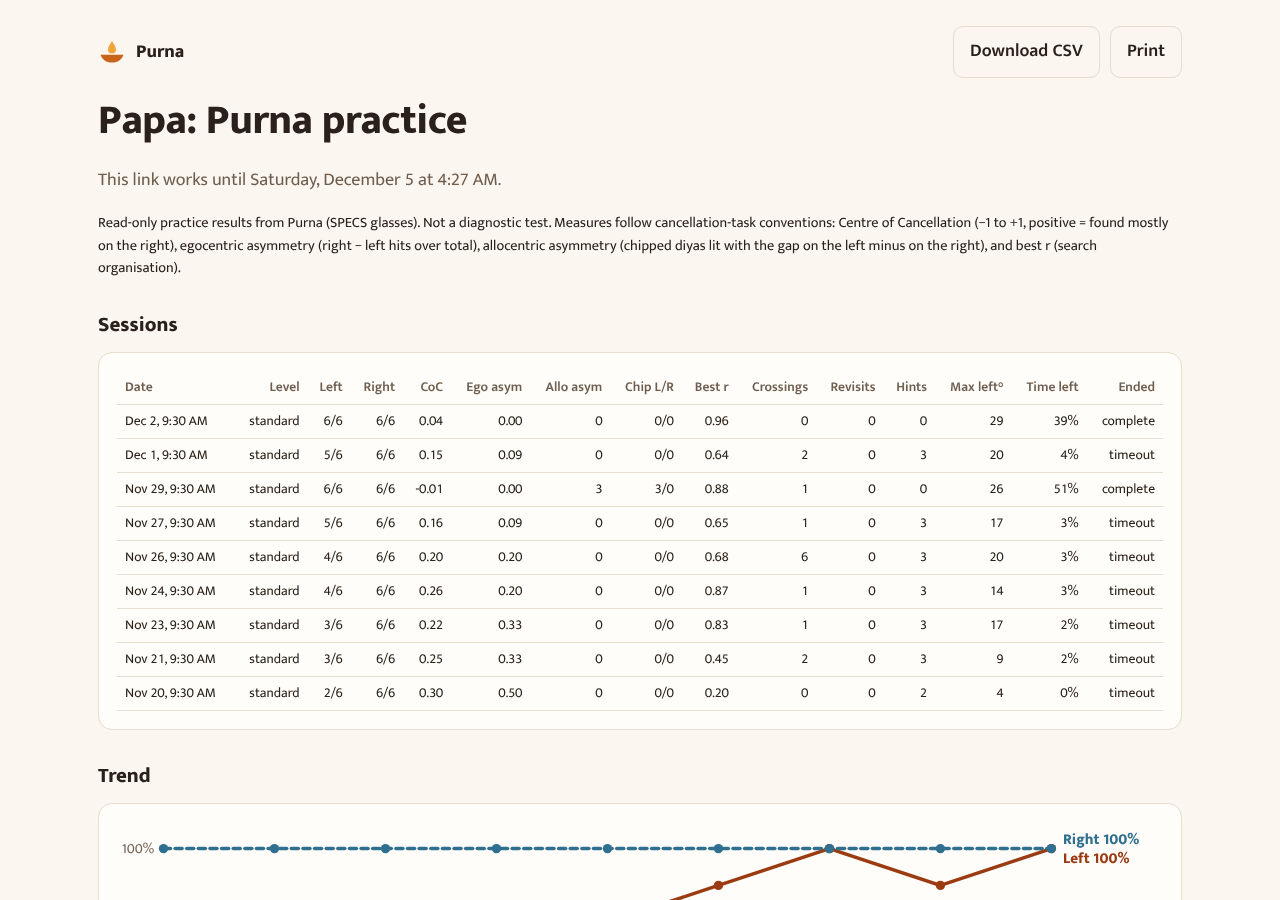 Purna
Download CSV
Print
Papa: Purna practice
This link works until Saturday, December 5 at 4:27 AM.
Read-only practice results from Purna (SPECS glasses). Not a diagnostic test. Measures follow cancellation-task conventions: Centre of Cancellation (−1 to +1, positive = found mostly
on the right), egocentric asymmetry (right − left hits over total), allocentric asymmetry (chipped diyas lit with the gap on the left minus on the right), and best r (search
organisation).
Sessions
Date Level Left Right CoC Ego asym Allo asym Chip L/R Best r Crossings Revisits Hints Max left° Time left Ended
Dec 2, 9:30 AM standard 6/6 6/6 0.04 0.00 0 0/0 0.96 0 0 0 29 39% complete
Dec 1, 9:30 AM standard 5/6 6/6 0.15 0.09 0 0/0 0.64 2 0 3 20 4% timeout
Nov 29, 9:30 AM standard 6/6 6/6 -0.01 0.00 3 3/0 0.88 1 0 0 26 51% complete
Nov 27, 9:30 AM standard 5/6 6/6 0.16 0.09 0 0/0 0.65 1 0 3 17 3% timeout
Nov 26, 9:30 AM standard 4/6 6/6 0.20 0.20 0 0/0 0.68 6 0 3 20 3% timeout
Nov 24, 9:30 AM standard 4/6 6/6 0.26 0.20 0 0/0 0.87 1 0 3 14 3% timeout
Nov 23, 9:30 AM standard 3/6 6/6 0.22 0.33 0 0/0 0.83 1 0 3 17 2% timeout
Nov 21, 9:30 AM standard 3/6 6/6 0.25 0.33 0 0/0 0.45 2 0 3 9 2% timeout
Nov 20, 9:30 AM standard 2/6 6/6 0.30 0.50 0 0/0 0.20 0 0 2 4 0% timeout
Trend
100%
Right 100%
Left 100%